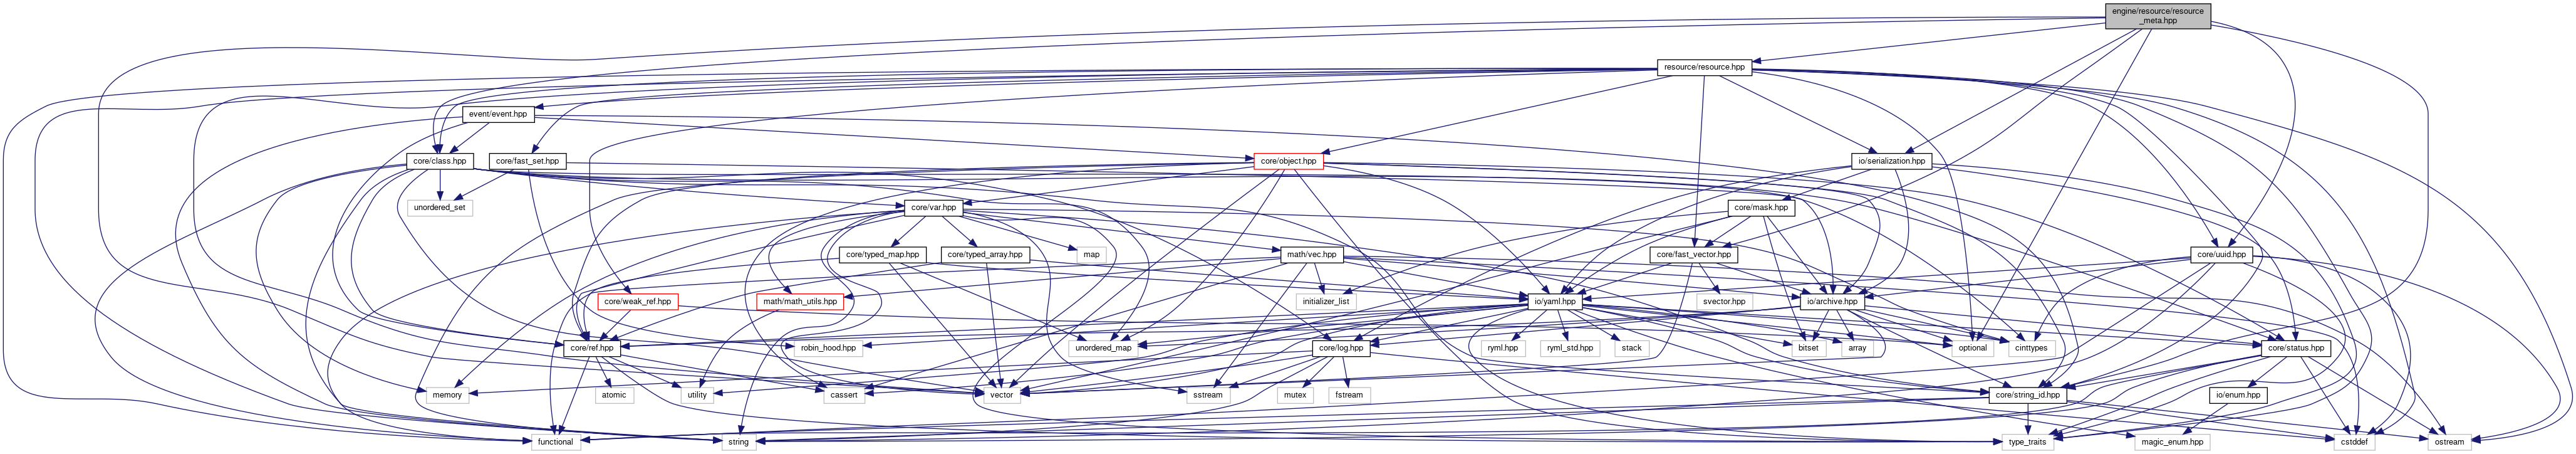 engine/resource/resource
_meta.hpp
resource/resource.hpp
event/event.hpp
core/class.hpp
core/fast_set.hpp
core/object.hpp
io/serialization.hpp
unordered_set
core/var.hpp
core/mask.hpp
core/typed_map.hpp
core/typed_array.hpp
map
math/vec.hpp
core/fast_vector.hpp
core/uuid.hpp
core/weak_ref.hpp
math/math_utils.hpp
initializer_list
io/yaml.hpp
svector.hpp
io/archive.hpp
core/ref.hpp
robin_hood.hpp
unordered_map
core/log.hpp
ryml.hpp
ryml_std.hpp
stack
bitset
array
optional
cinttypes
core/status.hpp
memory
atomic
utility
cassert
vector
sstream
mutex
fstream
core/string_id.hpp
io/enum.hpp
functional
string
type_traits
magic_enum.hpp
cstddef
ostream